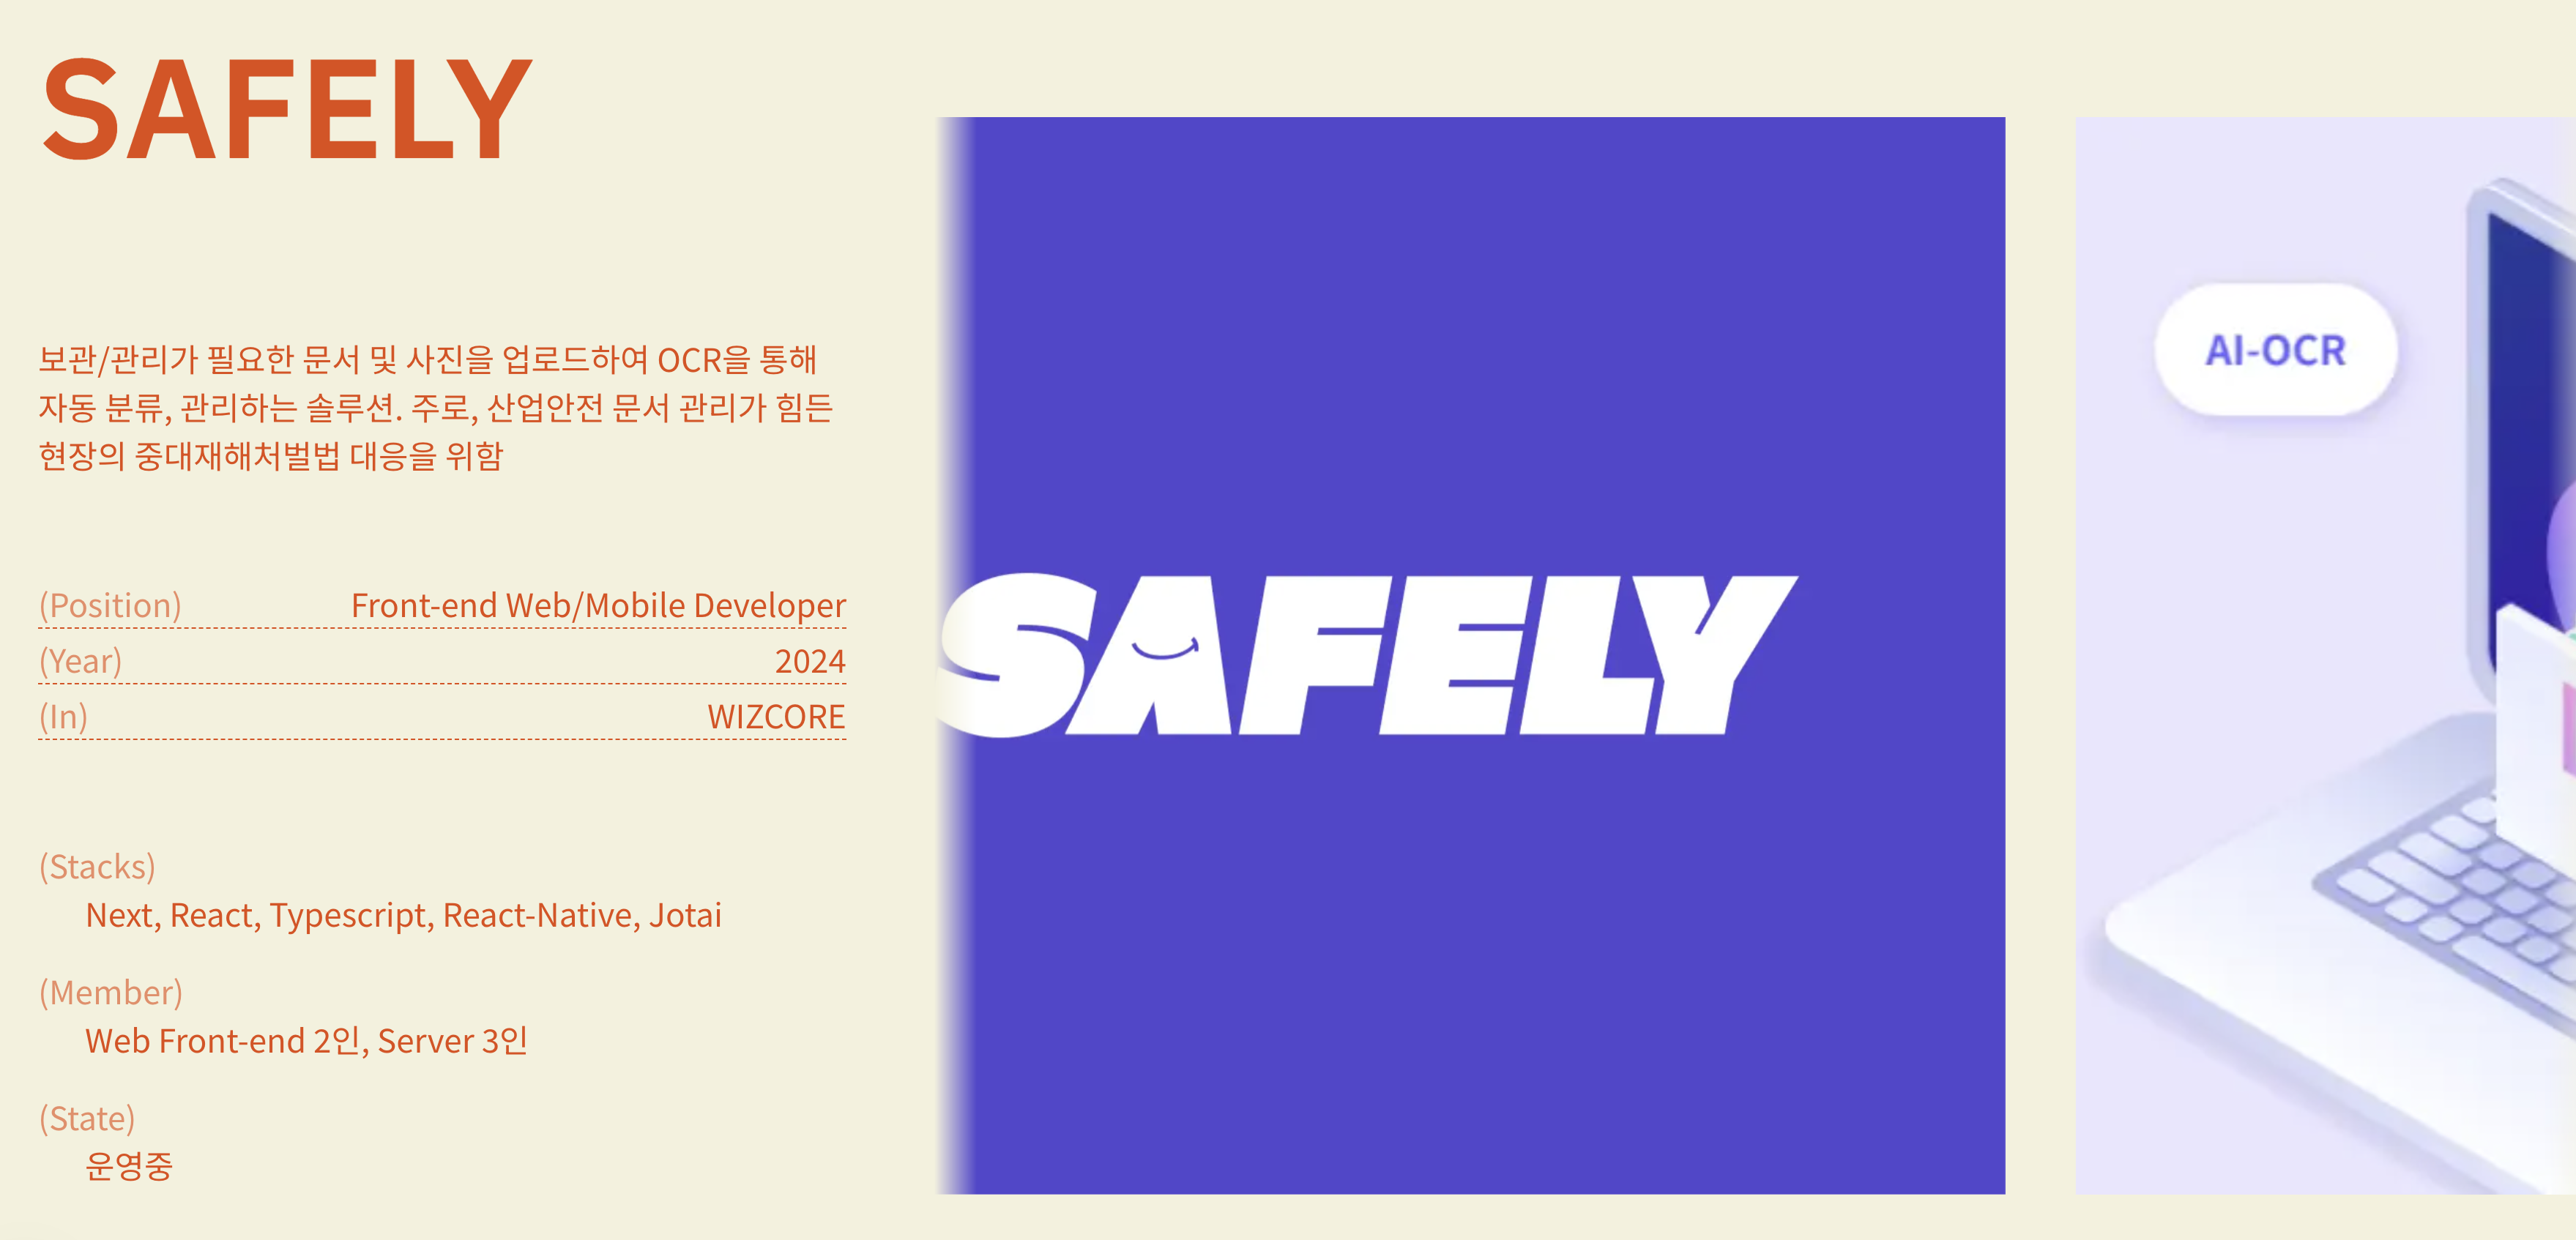 SAFELY
보관/관리가 필요한 문서 및 사진을 업로드하여 OCR을 통해
자동 분류, 관리하는 솔루션. 주로, 산업안전 문서 관리가 힘든
현장의 중대재해처벌법 대응을 위함
(Position) Front-end Web/Mobile Developer
(Year) 2024
(In) WIZCORE
(Stacks)
Next, React, Typescript, React-Native, Jotai
(Member)
Web Front-end 2인, Server 3인
(State)
운영중
SAFELY
AI-OCR